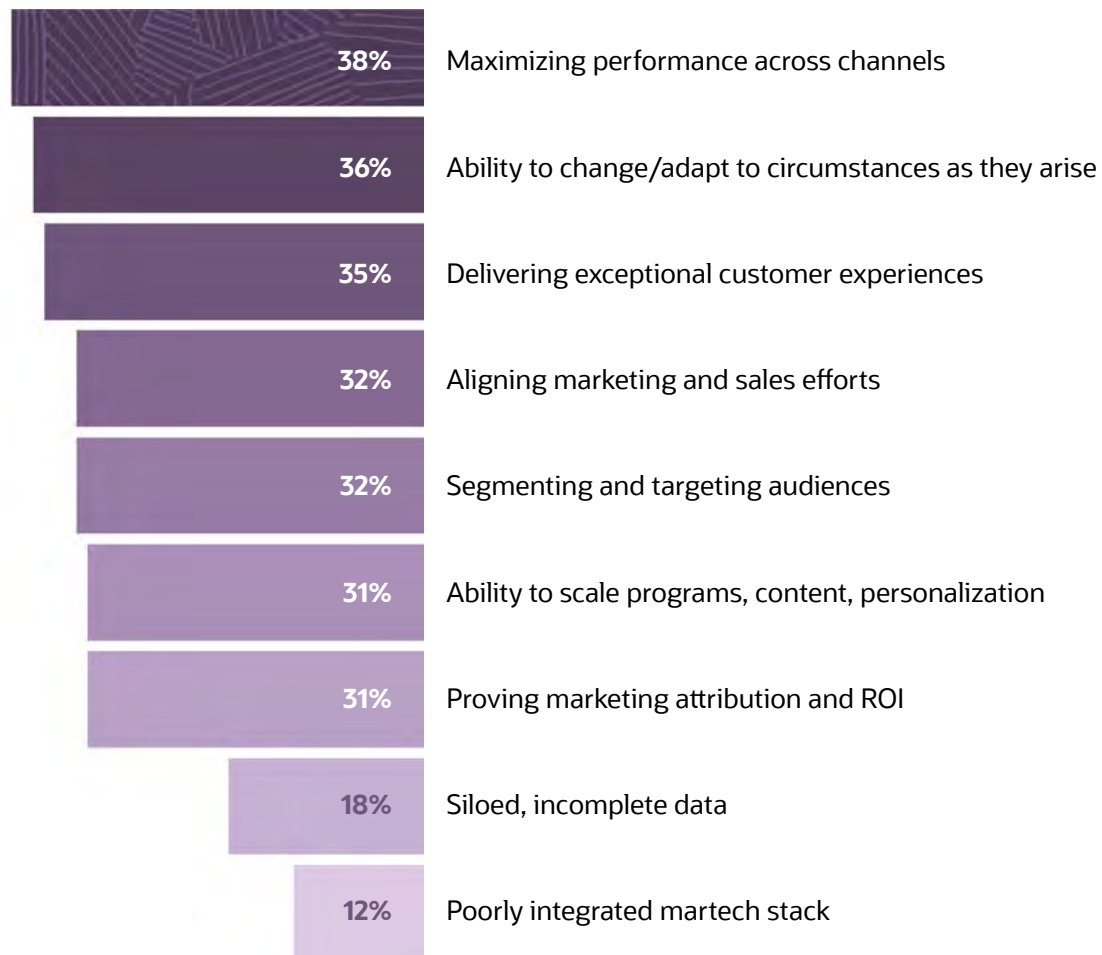 38% Maximizing performance across channels
36% Ability to change/adapt to circumstances as they arise
35% Delivering exceptional customer experiences
32% Aligning marketing and sales efforts
32% Segmenting and targeting audiences
31% Ability to scale programs, content, personalization
31% Proving marketing attribution and ROI
18% Siloed, incomplete data
12% Poorly integrated martech stack